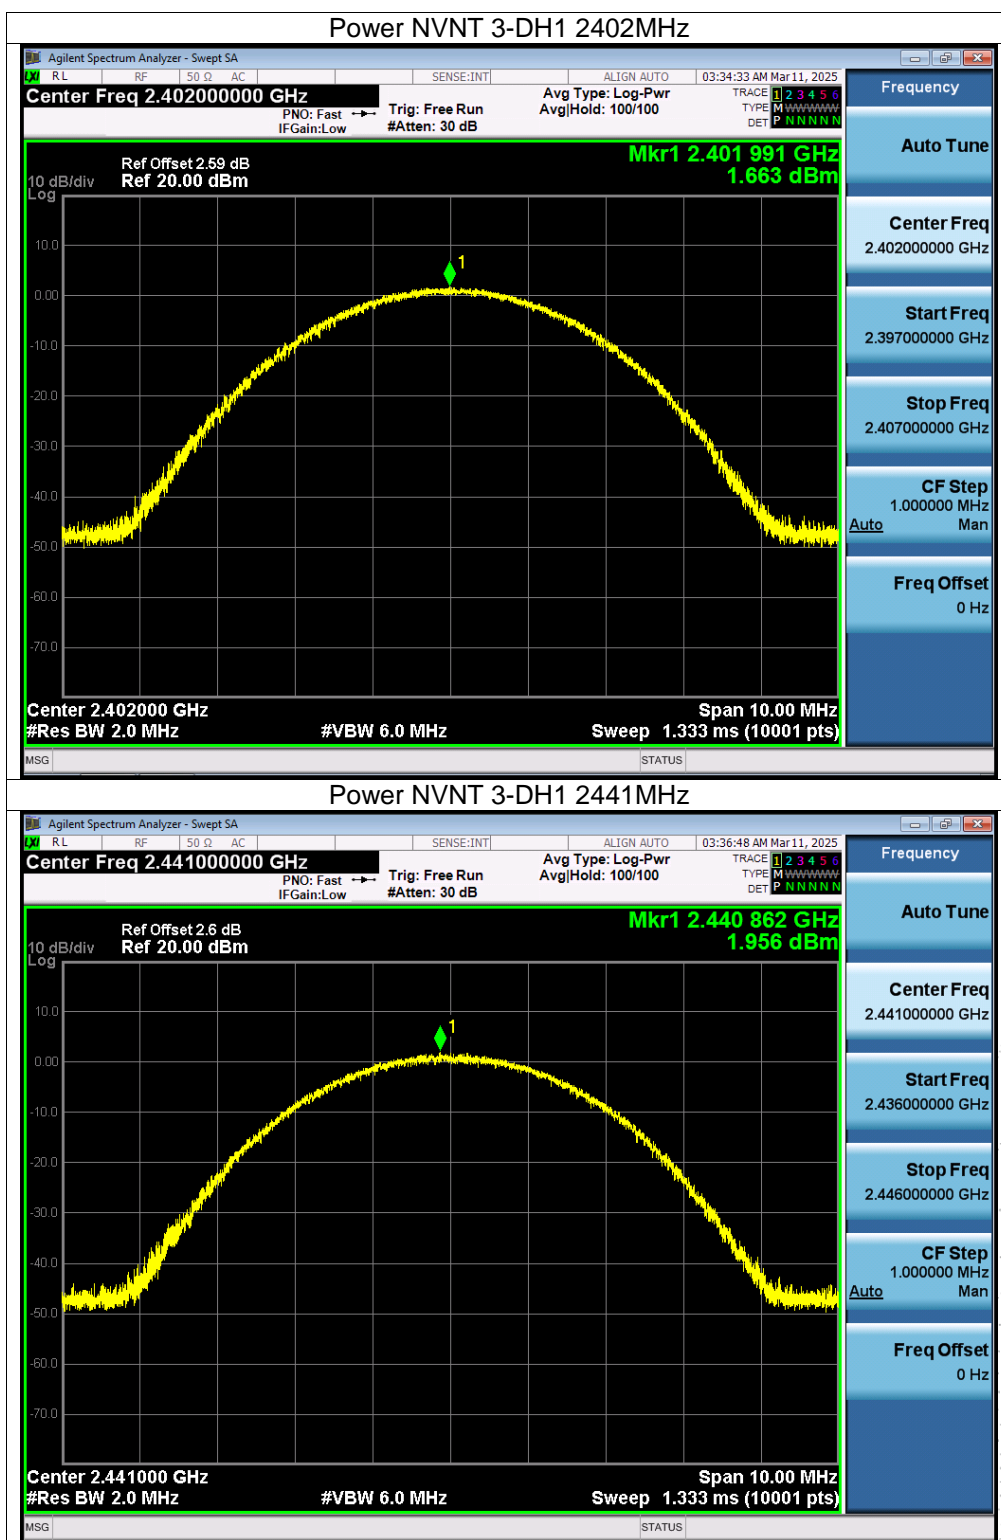 Power NVNT 3-DH1 2402MHz
Agilent Spectrum Analyzer - Swept SA
LXI RL RF 50 Ω AC SENSE:INT ALIGN AUTO 03:34:33 AM Mar 11, 2025
Center Freq 2.402000000 GHz
PNO: Fast
IFGain:Low
Trig: Free Run
#Atten: 30 dB
Avg Type: Log-Pwr
Avg|Hold: 100/100
TRACE 1 2 3 4 5 6
TYPE M WWWWW
DET P N N N N N
Frequency
Auto Tune
Center Freq
2.402000000 GHz
Start Freq
2.397000000 GHz
Stop Freq
2.407000000 GHz
CF Step
1.000000 MHz
Auto Man
Freq Offset
0 Hz
Mkr1 2.401 991 GHz
1.663 dBm
Ref Offset 2.59 dB
10 dB/div Ref 20.00 dBm
Log
1
10.0
0.00
-10.0
-20.0
-30.0
-40.0
-50.0
-60.0
-70.0
Center 2.402000 GHz Span 10.00 MHz
#Res BW 2.0 MHz #VBW 6.0 MHz Sweep 1.333 ms (10001 pts)
MSG STATUS
Power NVNT 3-DH1 2441MHz
Agilent Spectrum Analyzer - Swept SA
LXI RL RF 50 Ω AC SENSE:INT ALIGN AUTO 03:36:48 AM Mar 11, 2025
Center Freq 2.441000000 GHz
PNO: Fast
IFGain:Low
Trig: Free Run
#Atten: 30 dB
Avg Type: Log-Pwr
Avg|Hold: 100/100
TRACE 1 2 3 4 5 6
TYPE M WWWWW
DET P N N N N N
Frequency
Auto Tune
Center Freq
2.441000000 GHz
Start Freq
2.436000000 GHz
Stop Freq
2.446000000 GHz
CF Step
1.000000 MHz
Auto Man
Freq Offset
0 Hz
Mkr1 2.440 862 GHz
1.956 dBm
Ref Offset 2.6 dB
10 dB/div Ref 20.00 dBm
Log
1
10.0
0.00
-10.0
-20.0
-30.0
-40.0
-50.0
-60.0
-70.0
Center 2.441000 GHz Span 10.00 MHz
#Res BW 2.0 MHz #VBW 6.0 MHz Sweep 1.333 ms (10001 pts)
MSG STATUS